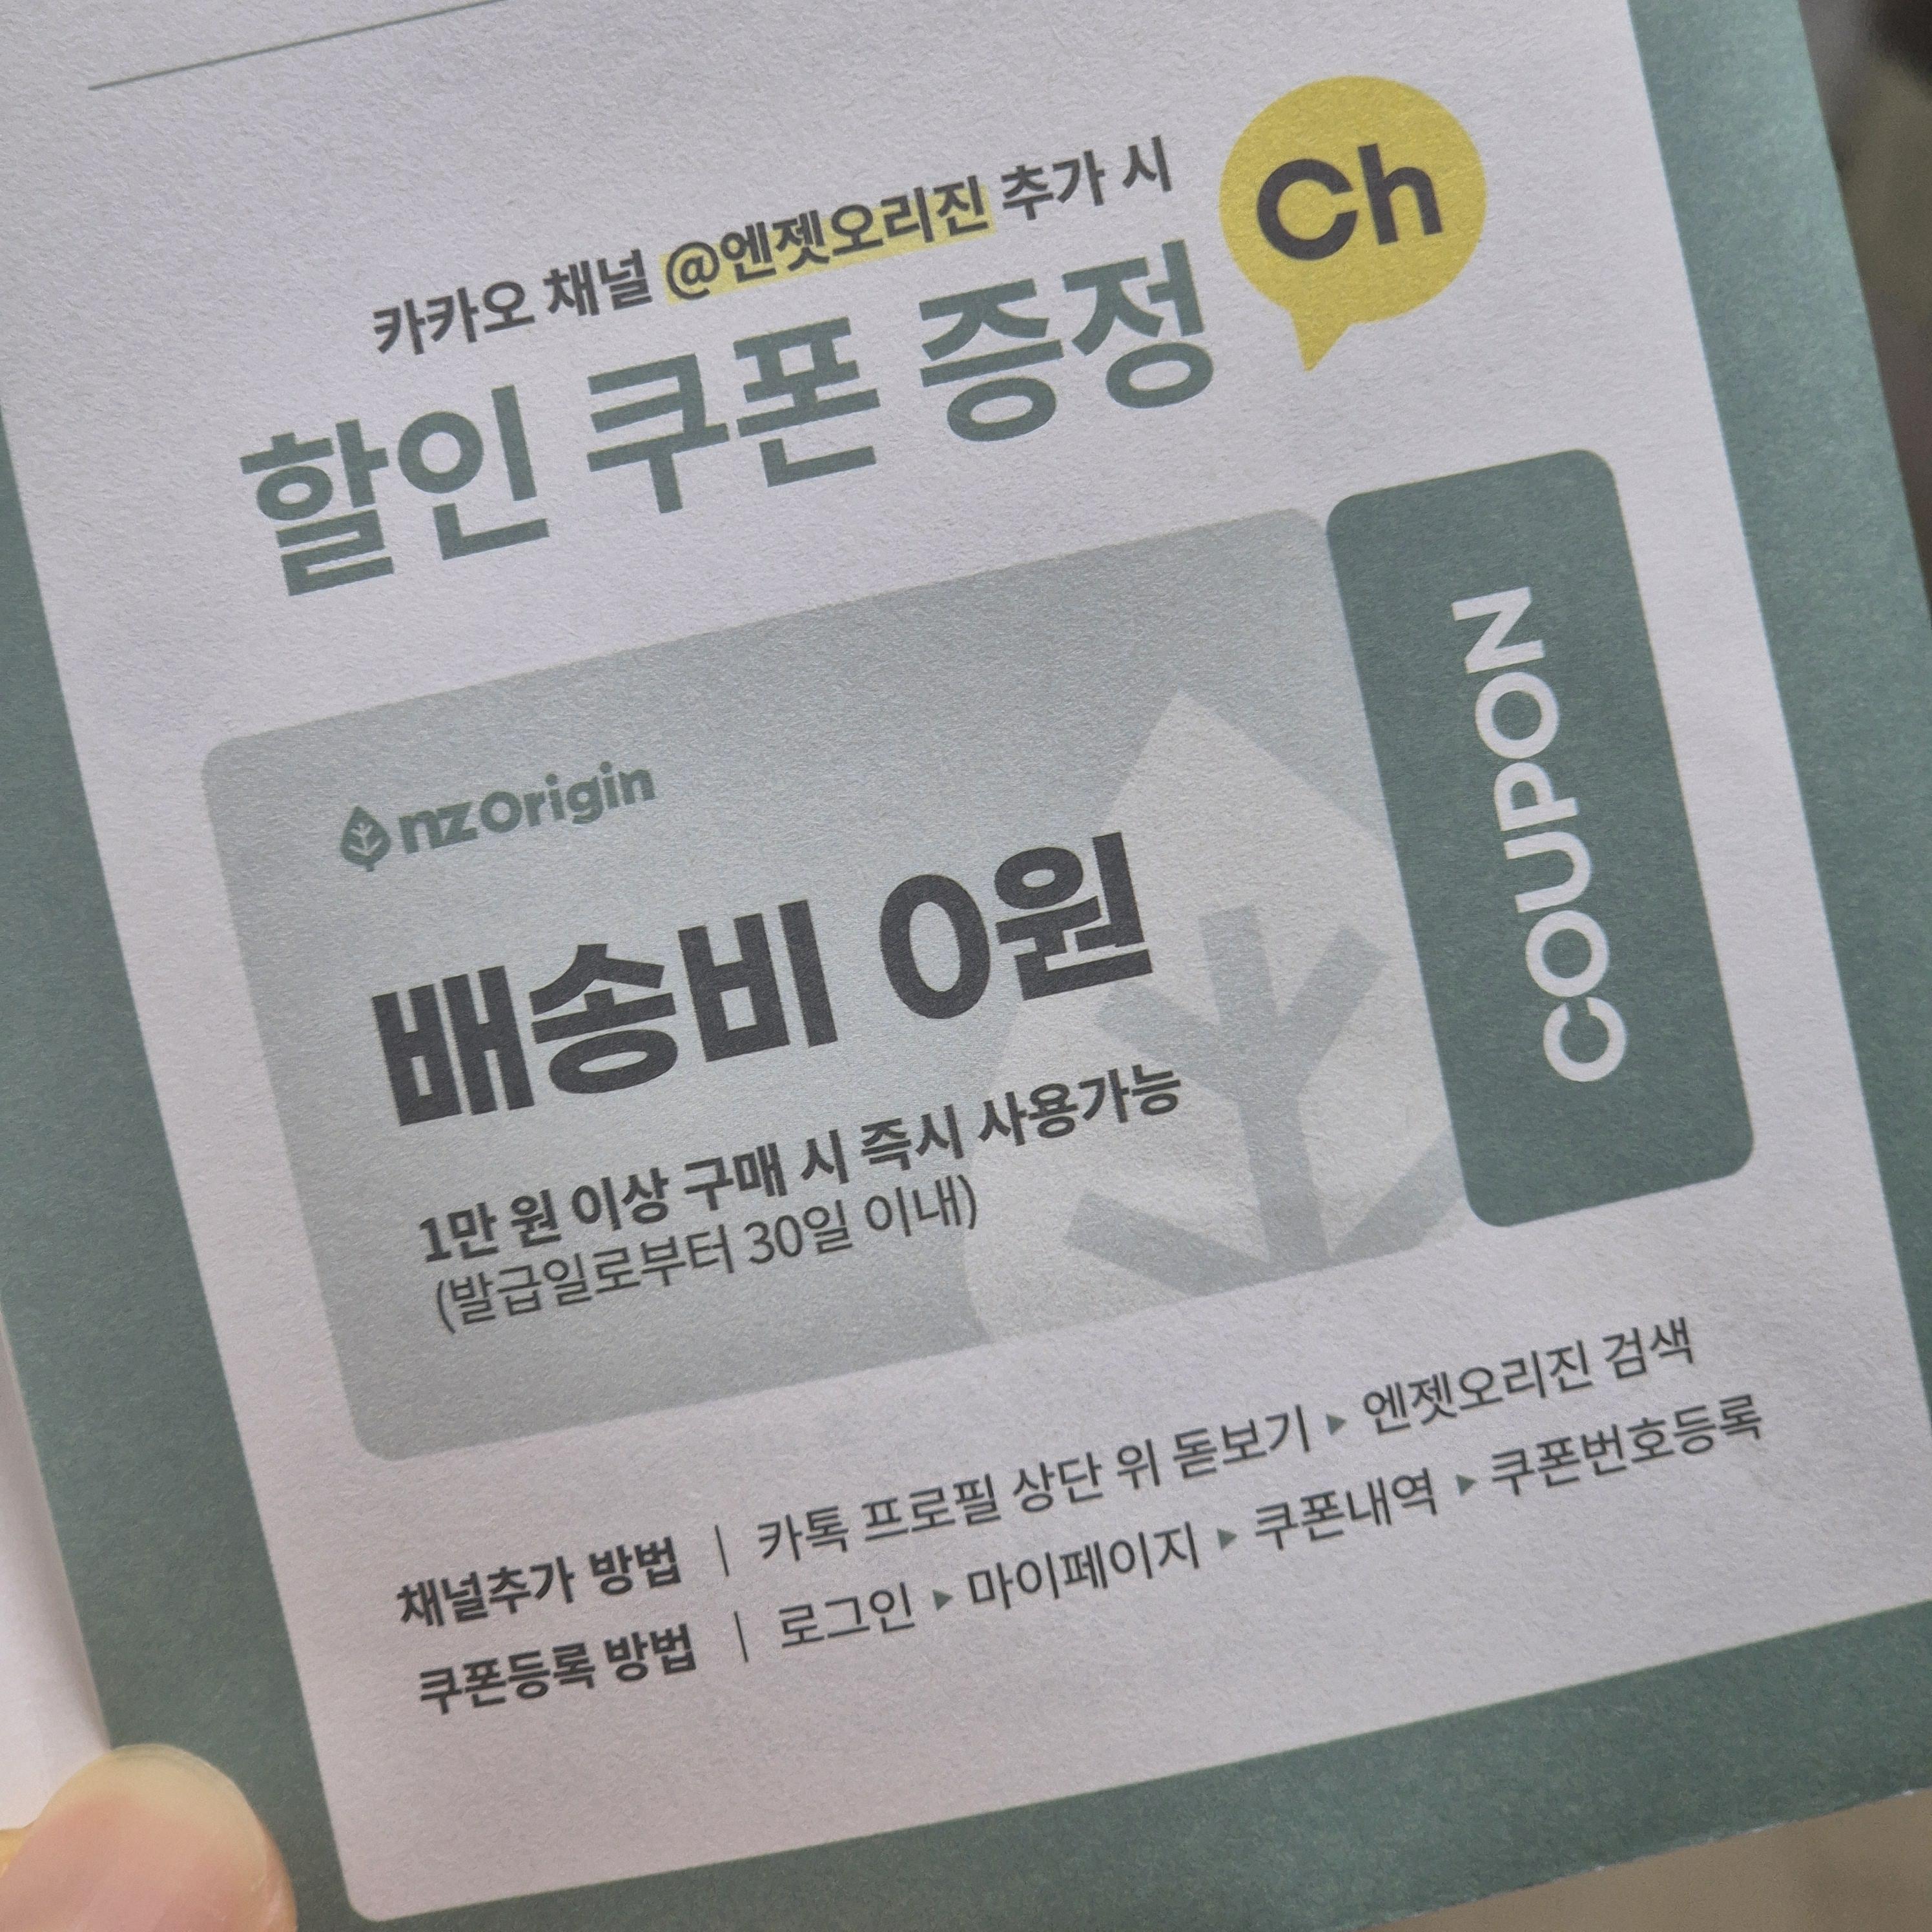 카카오 채널 @엔젯오리진 추가 시
Ch
할인 쿠폰 증정
nzOrigin
배송비 0원
1만 원 이상 구매 시 즉시 사용가능
(발급일로부터 30일 이내)
COUPON
채널추가 방법 | 카톡 프로필 상단 위 돋보기 ▸ 엔젯오리진 검색
쿠폰등록 방법 | 로그인 ▸ 마이페이지 ▸ 쿠폰내역 ▸ 쿠폰번호등록